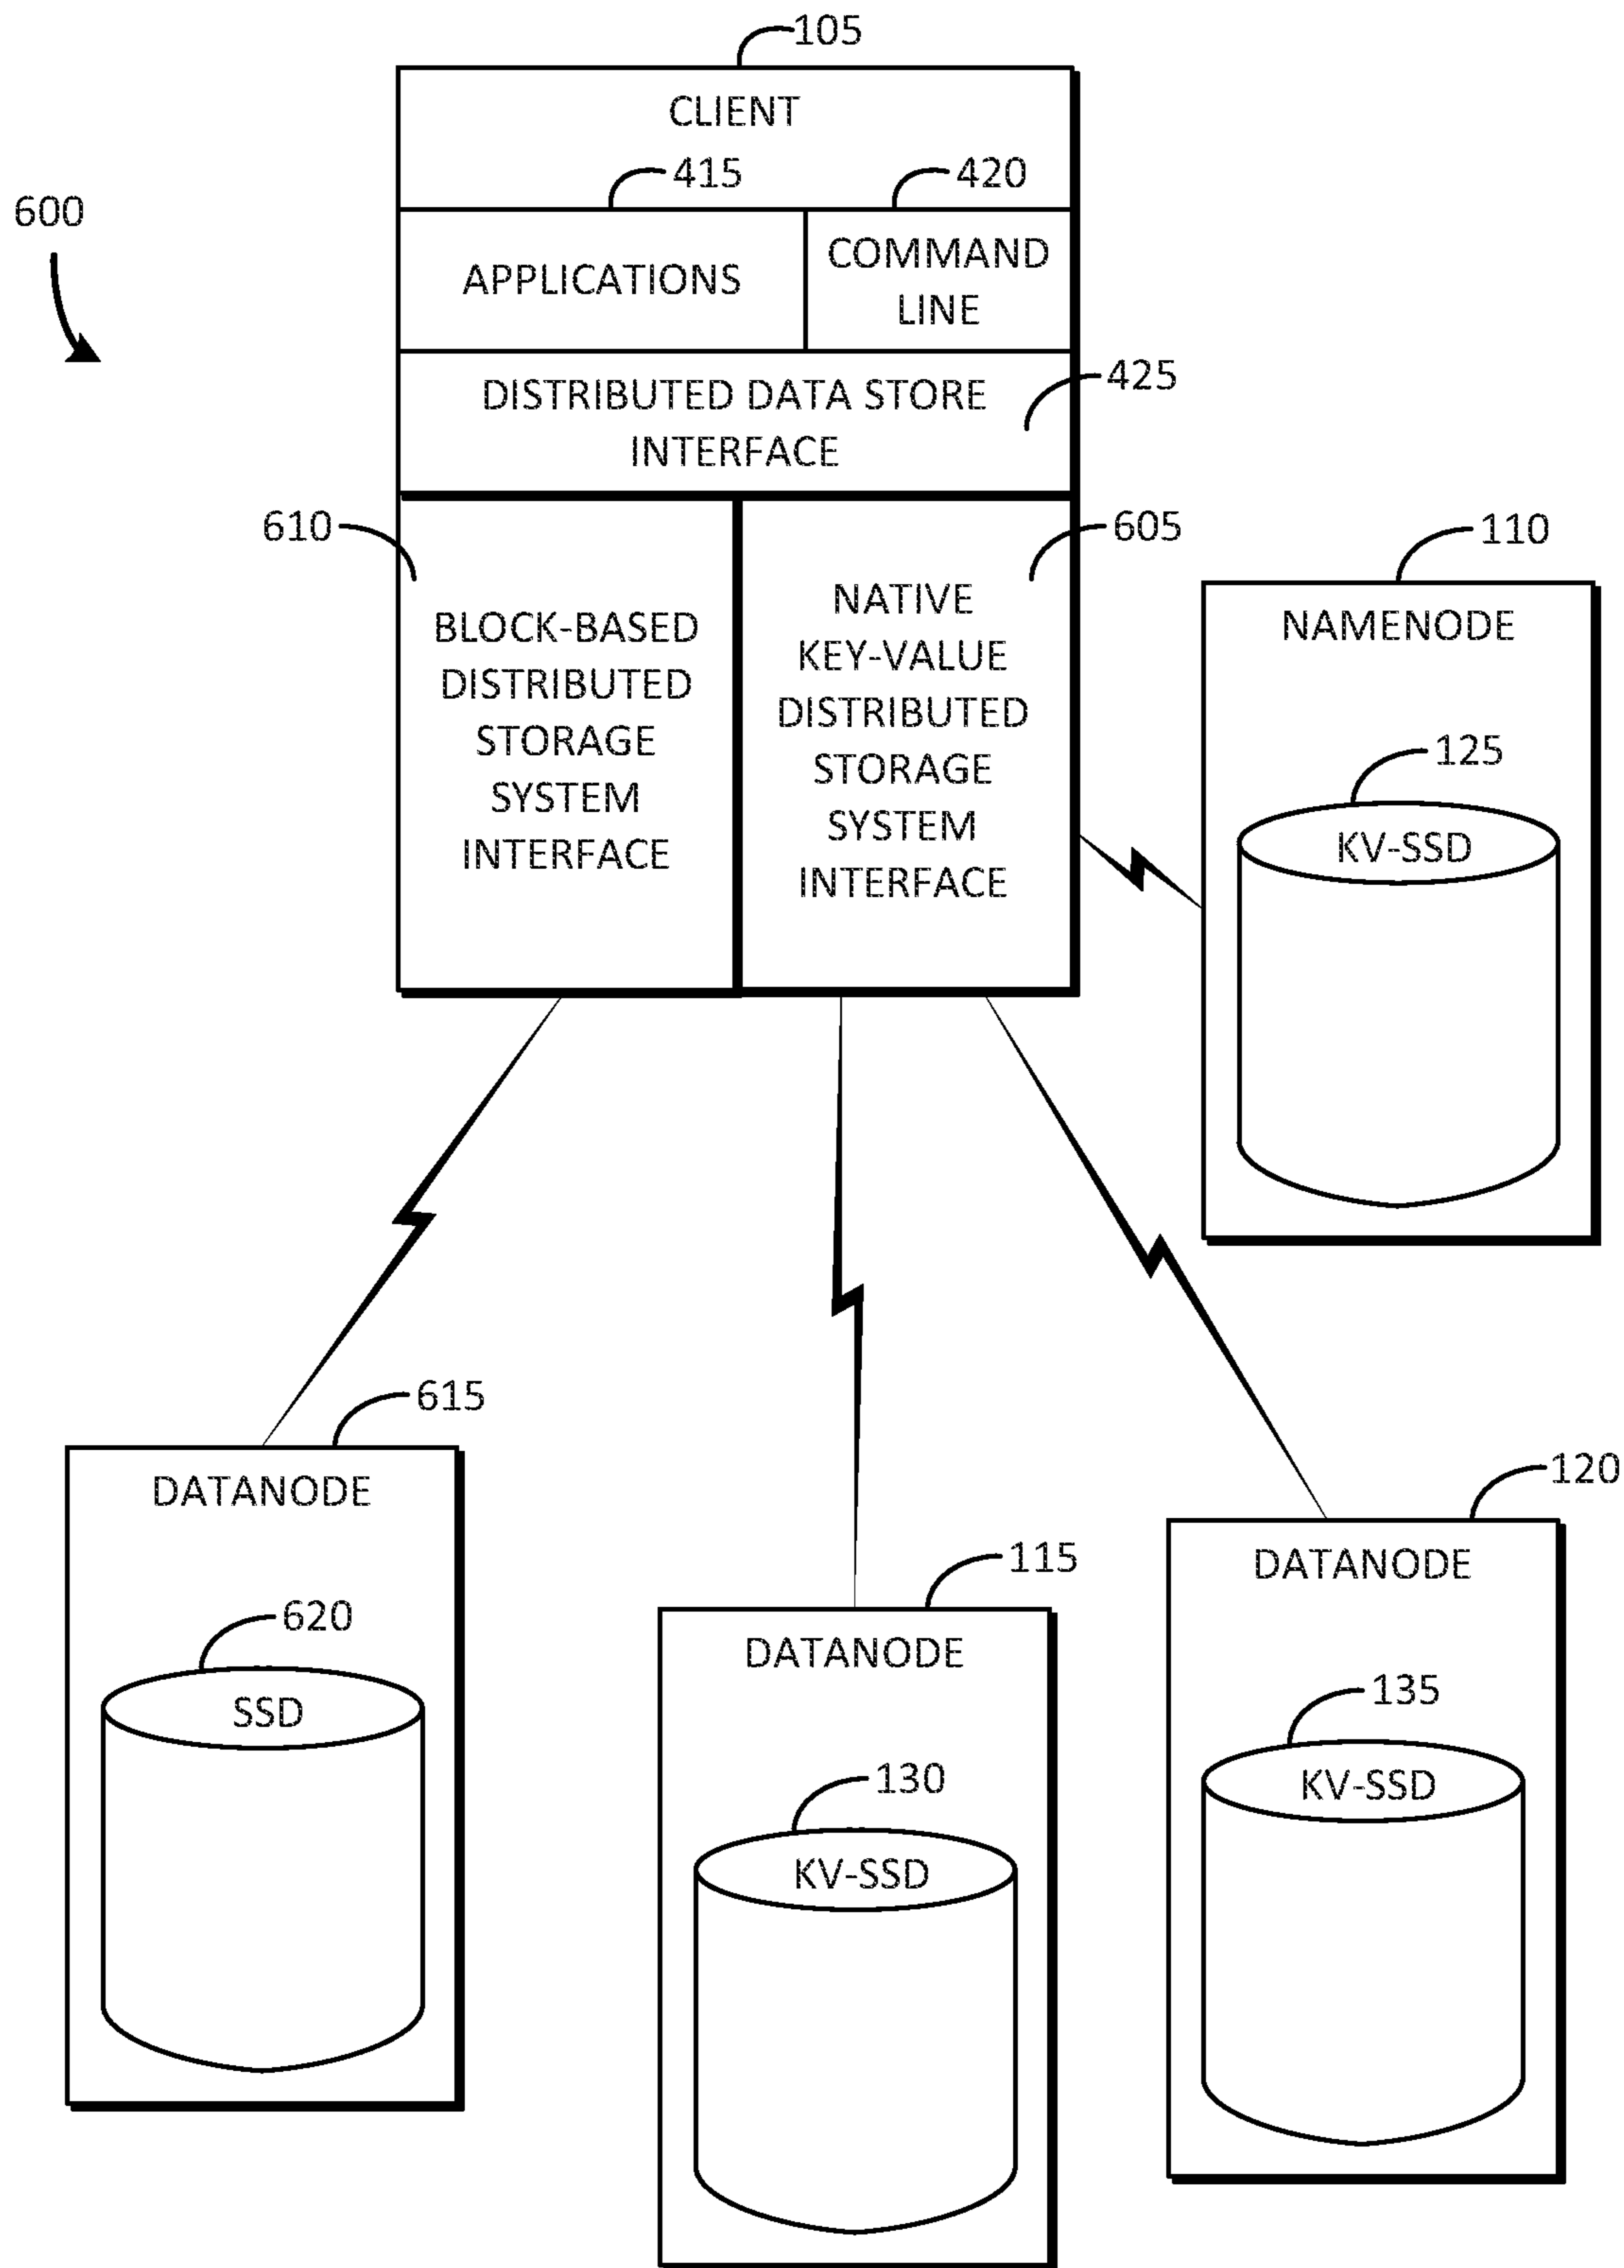 105
CLIENT
415
420
600
APPLICATIONS
COMMAND
LINE
DISTRIBUTED DATA STORE
INTERFACE
425
610
605
BLOCK-BASED
DISTRIBUTED
STORAGE
SYSTEM
INTERFACE
NATIVE
KEY-VALUE
DISTRIBUTED
STORAGE
SYSTEM
INTERFACE
110
NAMENODE
125
KV-SSD
615
DATANODE
620
SSD
115
DATANODE
130
KV-SSD
120
DATANODE
135
KV-SSD